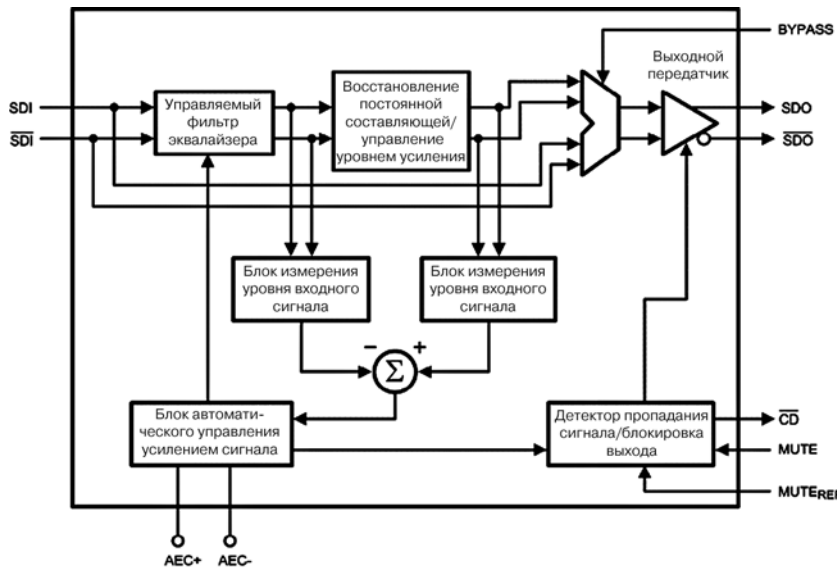 BYPASS
Выходной
передатчик
SDI
SDI
Управляемый
фильтр
эквалайзера
Восстановление
постоянной
составляющей/
управление
уровнем усиления
SDO
SDO
Блок измерения
уровня входного
сигнала
Блок измерения
уровня входного
сигнала
− +
Σ
Блок автомати-
ческого управления
усилением сигнала
Детектор пропадания
сигнала/блокировка
выхода
CD
MUTE
MUTEREF
AEC+ AEC-